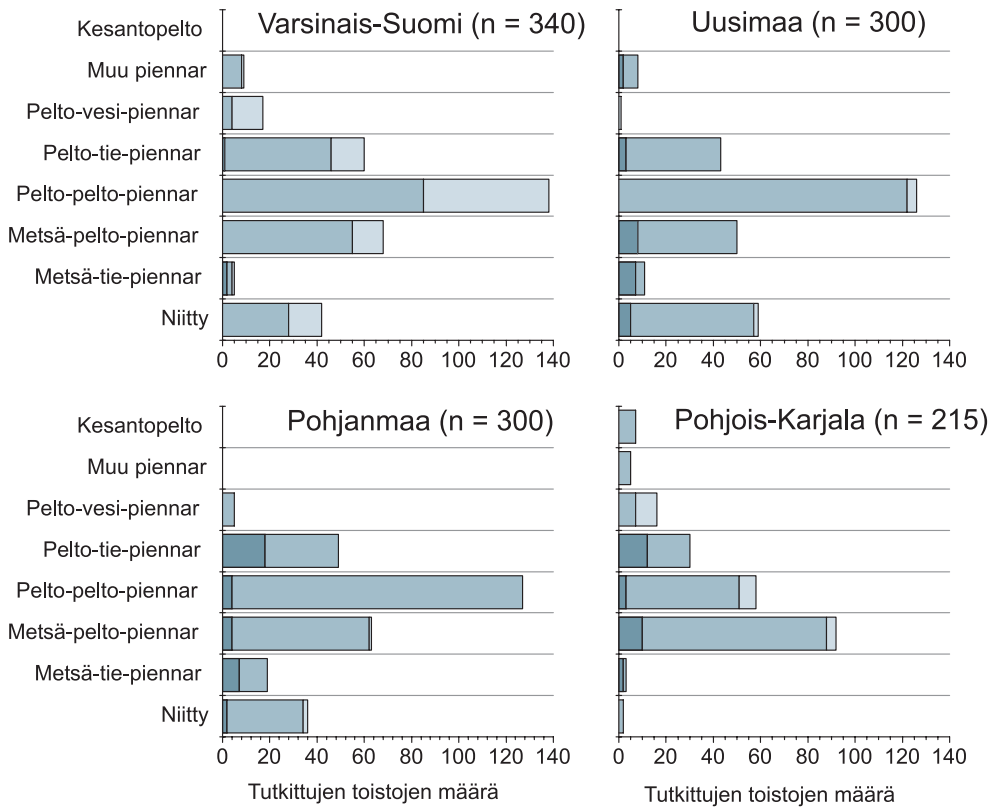 Varsinais-Suomi (n = 340)
Kesantopelto
Muu piennar
Pelto-vesi-piennar
Pelto-tie-piennar
Pelto-pelto-piennar
Metsä-pelto-piennar
Metsä-tie-piennar
Niitty
0 20 40 60 80 100 120 140
Uusimaa (n = 300)
0 20 40 60 80 100 120 140
Pohjanmaa (n = 300)
Kesantopelto
Muu piennar
Pelto-vesi-piennar
Pelto-tie-piennar
Pelto-pelto-piennar
Metsä-pelto-piennar
Metsä-tie-piennar
Niitty
0 20 40 60 80 100 120 140
Tutkittujen toistojen määrä
Pohjois-Karjala (n = 215)
0 20 40 60 80 100 120 140
Tutkittujen toistojen määrä